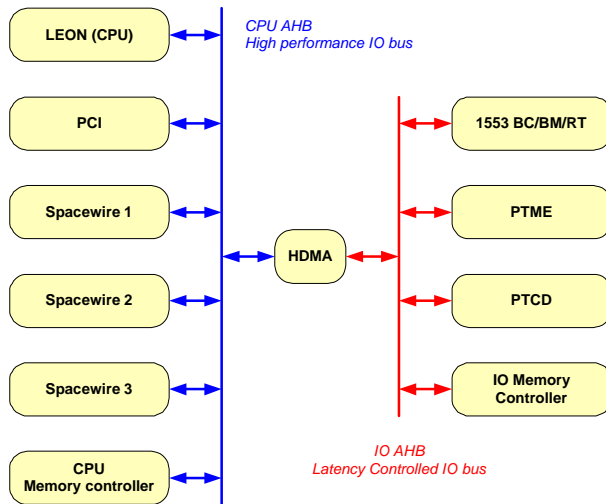 LEON (CPU)
CPU AHB
High performance IO bus
PCI
1553 BC/BM/RT
Spacewire 1
PTME
HDMA
Spacewire 2
PTCD
Spacewire 3
IO Memory
Controller
CPU
Memory controller
IO AHB
Latency Controlled IO bus